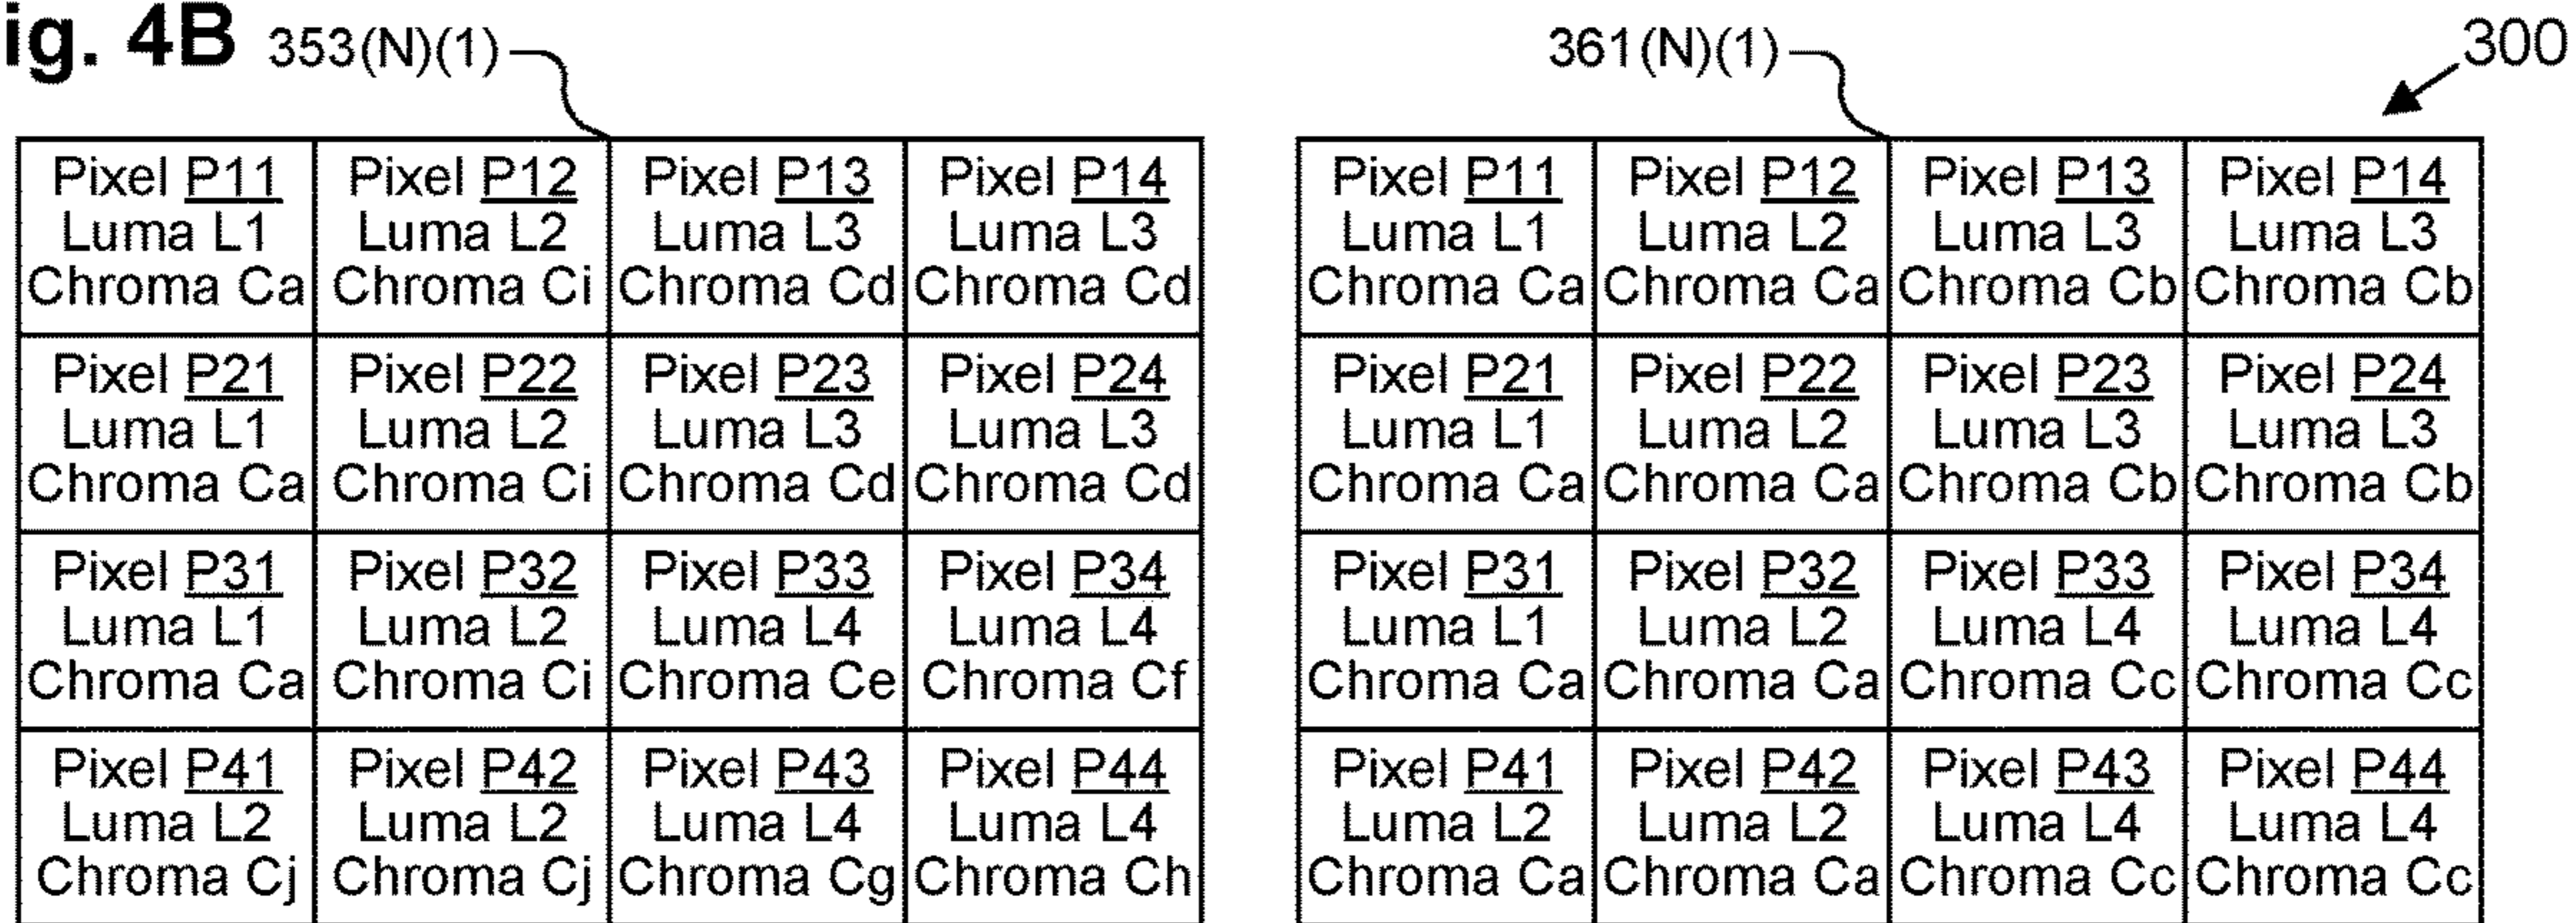 ig. 4B 353(N)(1) 361(N)(1) 300
Pixel P11 Pixel P12 Pixel P13 Pixel P14 Pixel P11 Pixel P12 Pixel P13 Pixel P14
Luma L1 Luma L2 Luma L3 Luma L3 Luma L1 Luma L2 Luma L3 Luma L3
Chroma Ca Chroma Ci Chroma Cd Chroma Cd Chroma Ca Chroma Ca Chroma Cb Chroma Cb
Pixel P21 Pixel P22 Pixel P23 Pixel P24 Pixel P21 Pixel P22 Pixel P23 Pixel P24
Luma L1 Luma L2 Luma L3 Luma L3 Luma L1 Luma L2 Luma L3 Luma L3
Chroma Ca Chroma Ci Chroma Cd Chroma Cd Chroma Ca Chroma Ca Chroma Cb Chroma Cb
Pixel P31 Pixel P32 Pixel P33 Pixel P34 Pixel P31 Pixel P32 Pixel P33 Pixel P34
Luma L1 Luma L2 Luma L4 Luma L4 Luma L1 Luma L2 Luma L4 Luma L4
Chroma Ca Chroma Ci Chroma Ce Chroma Cf Chroma Ca Chroma Ca Chroma Cc Chroma Cc
Pixel P41 Pixel P42 Pixel P43 Pixel P44 Pixel P41 Pixel P42 Pixel P43 Pixel P44
Luma L2 Luma L2 Luma L4 Luma L4 Luma L2 Luma L2 Luma L4 Luma L4
Chroma Cj Chroma Cj Chroma Cg Chroma Ch Chroma Ca Chroma Ca Chroma Cc Chroma Cc